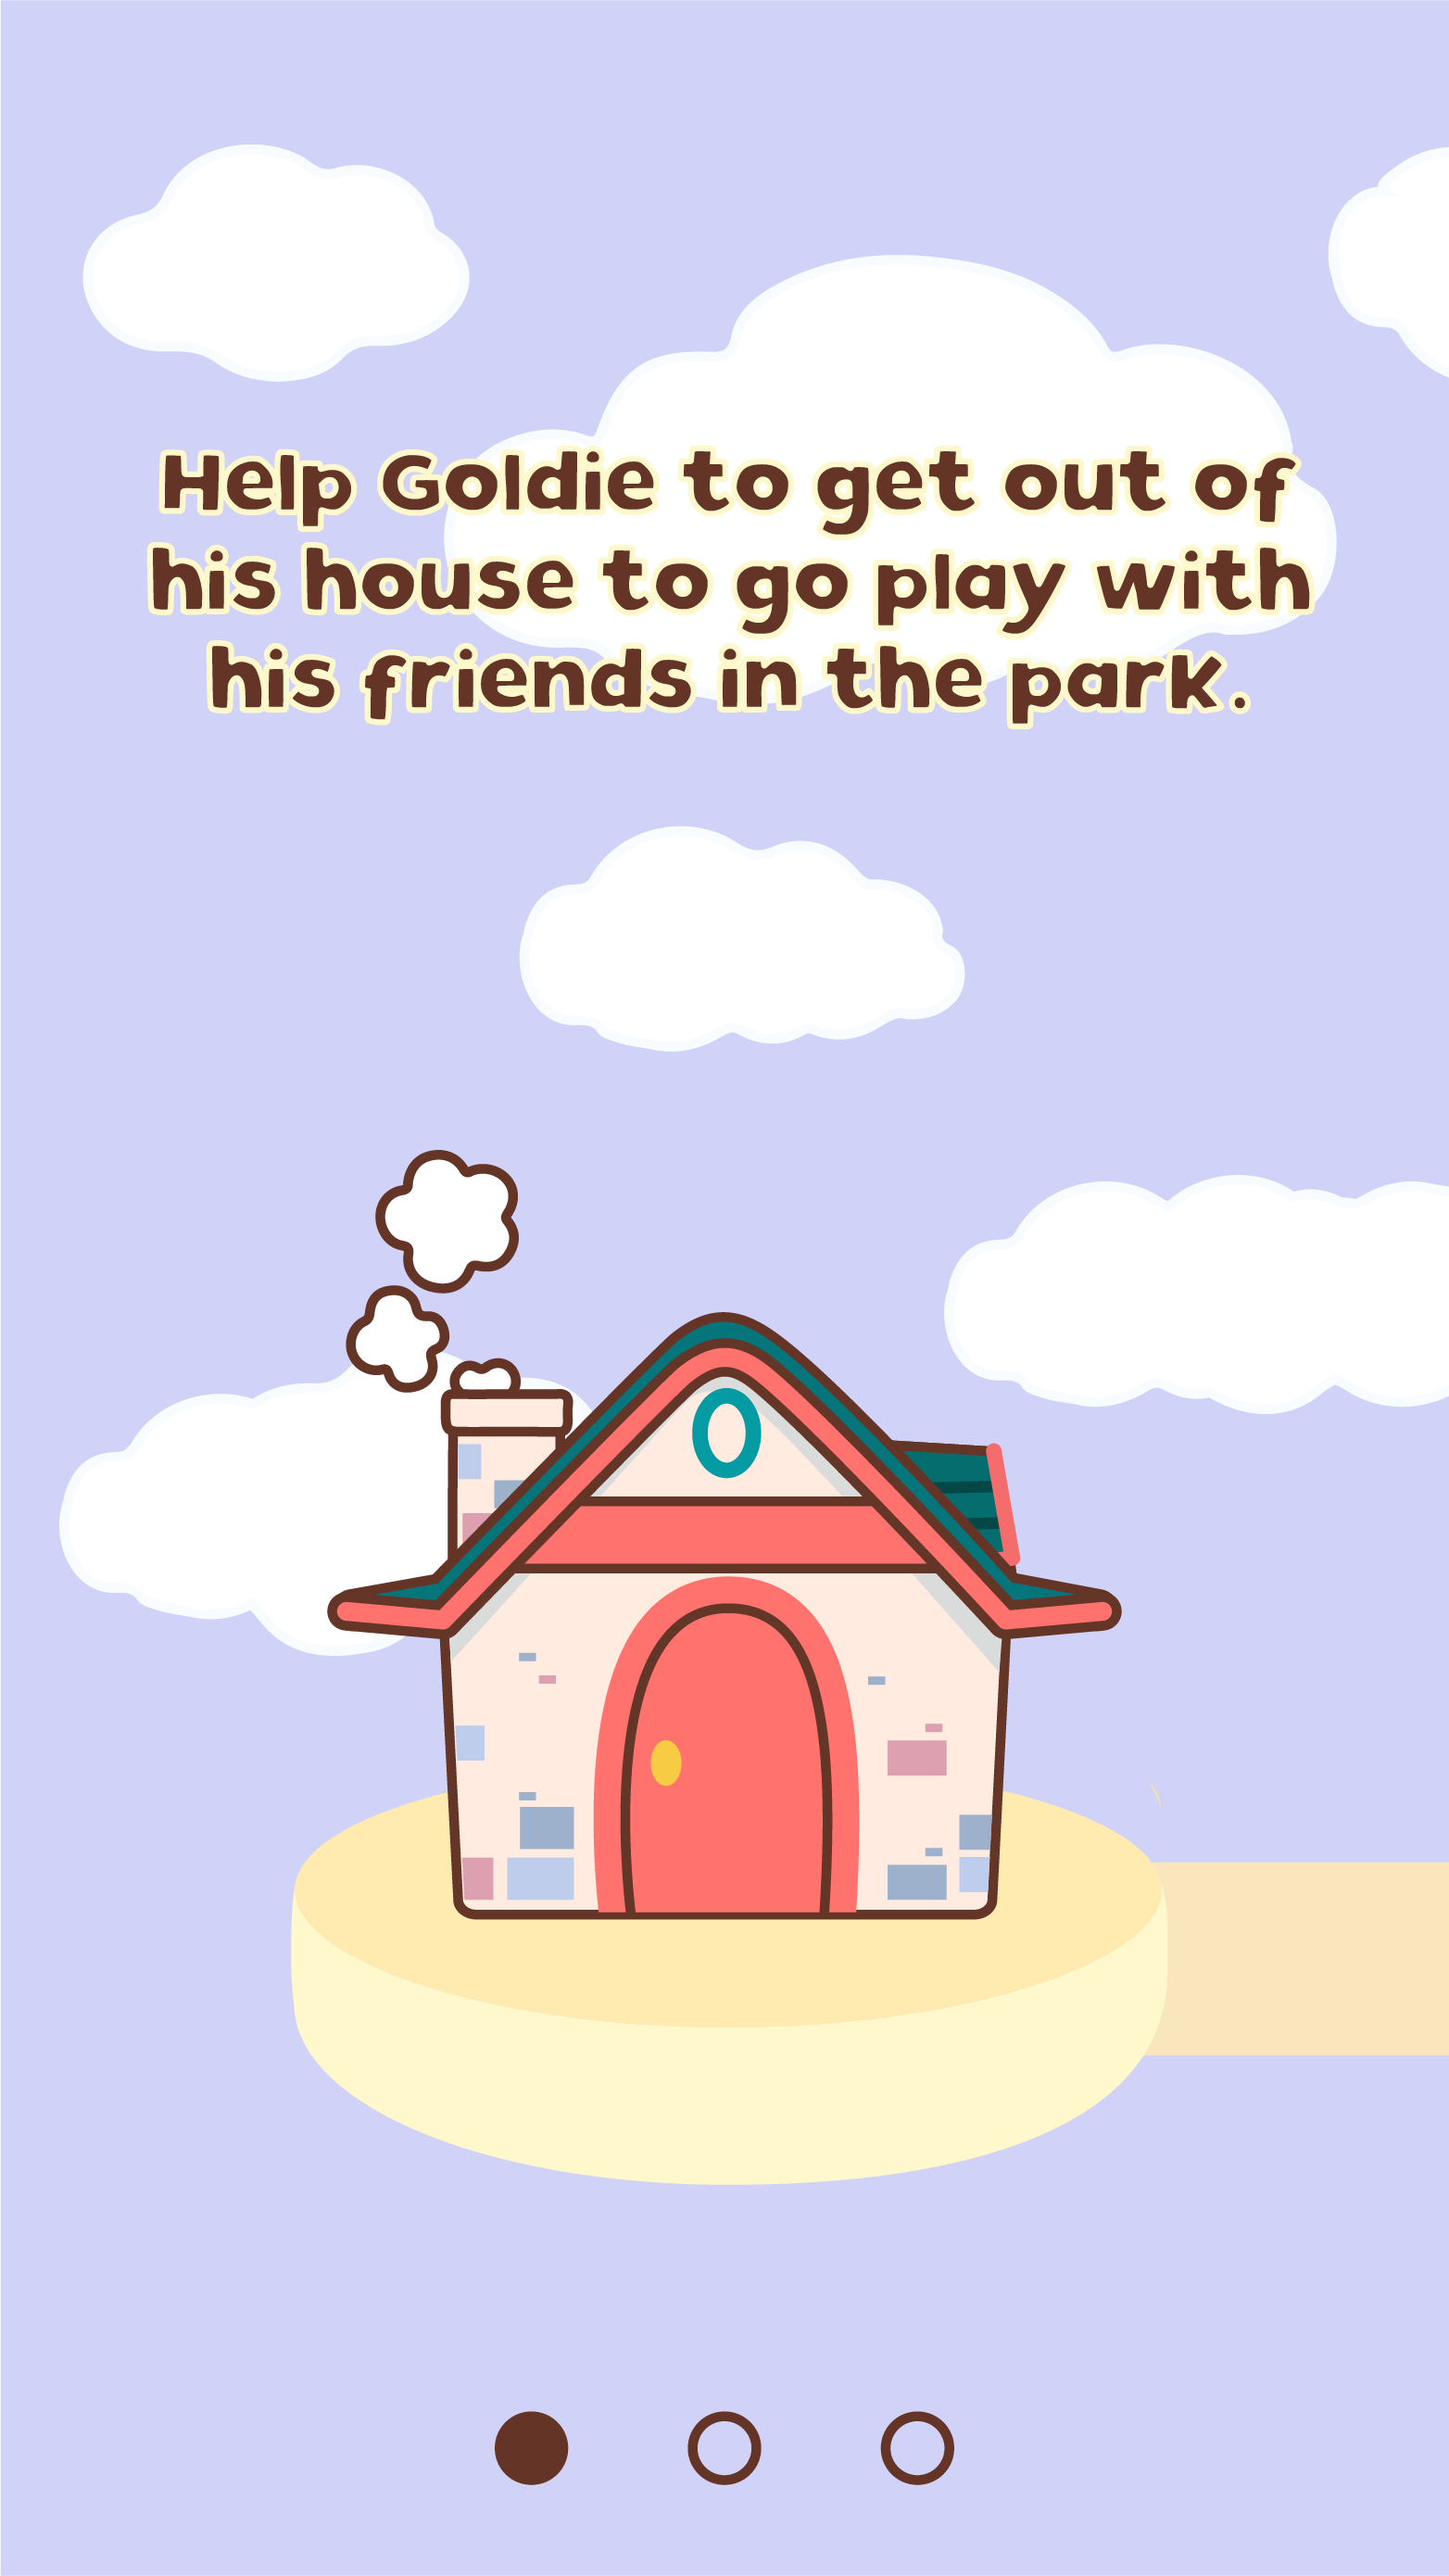 Help Goldie to get out of
his house to go play with
his friends in the park.